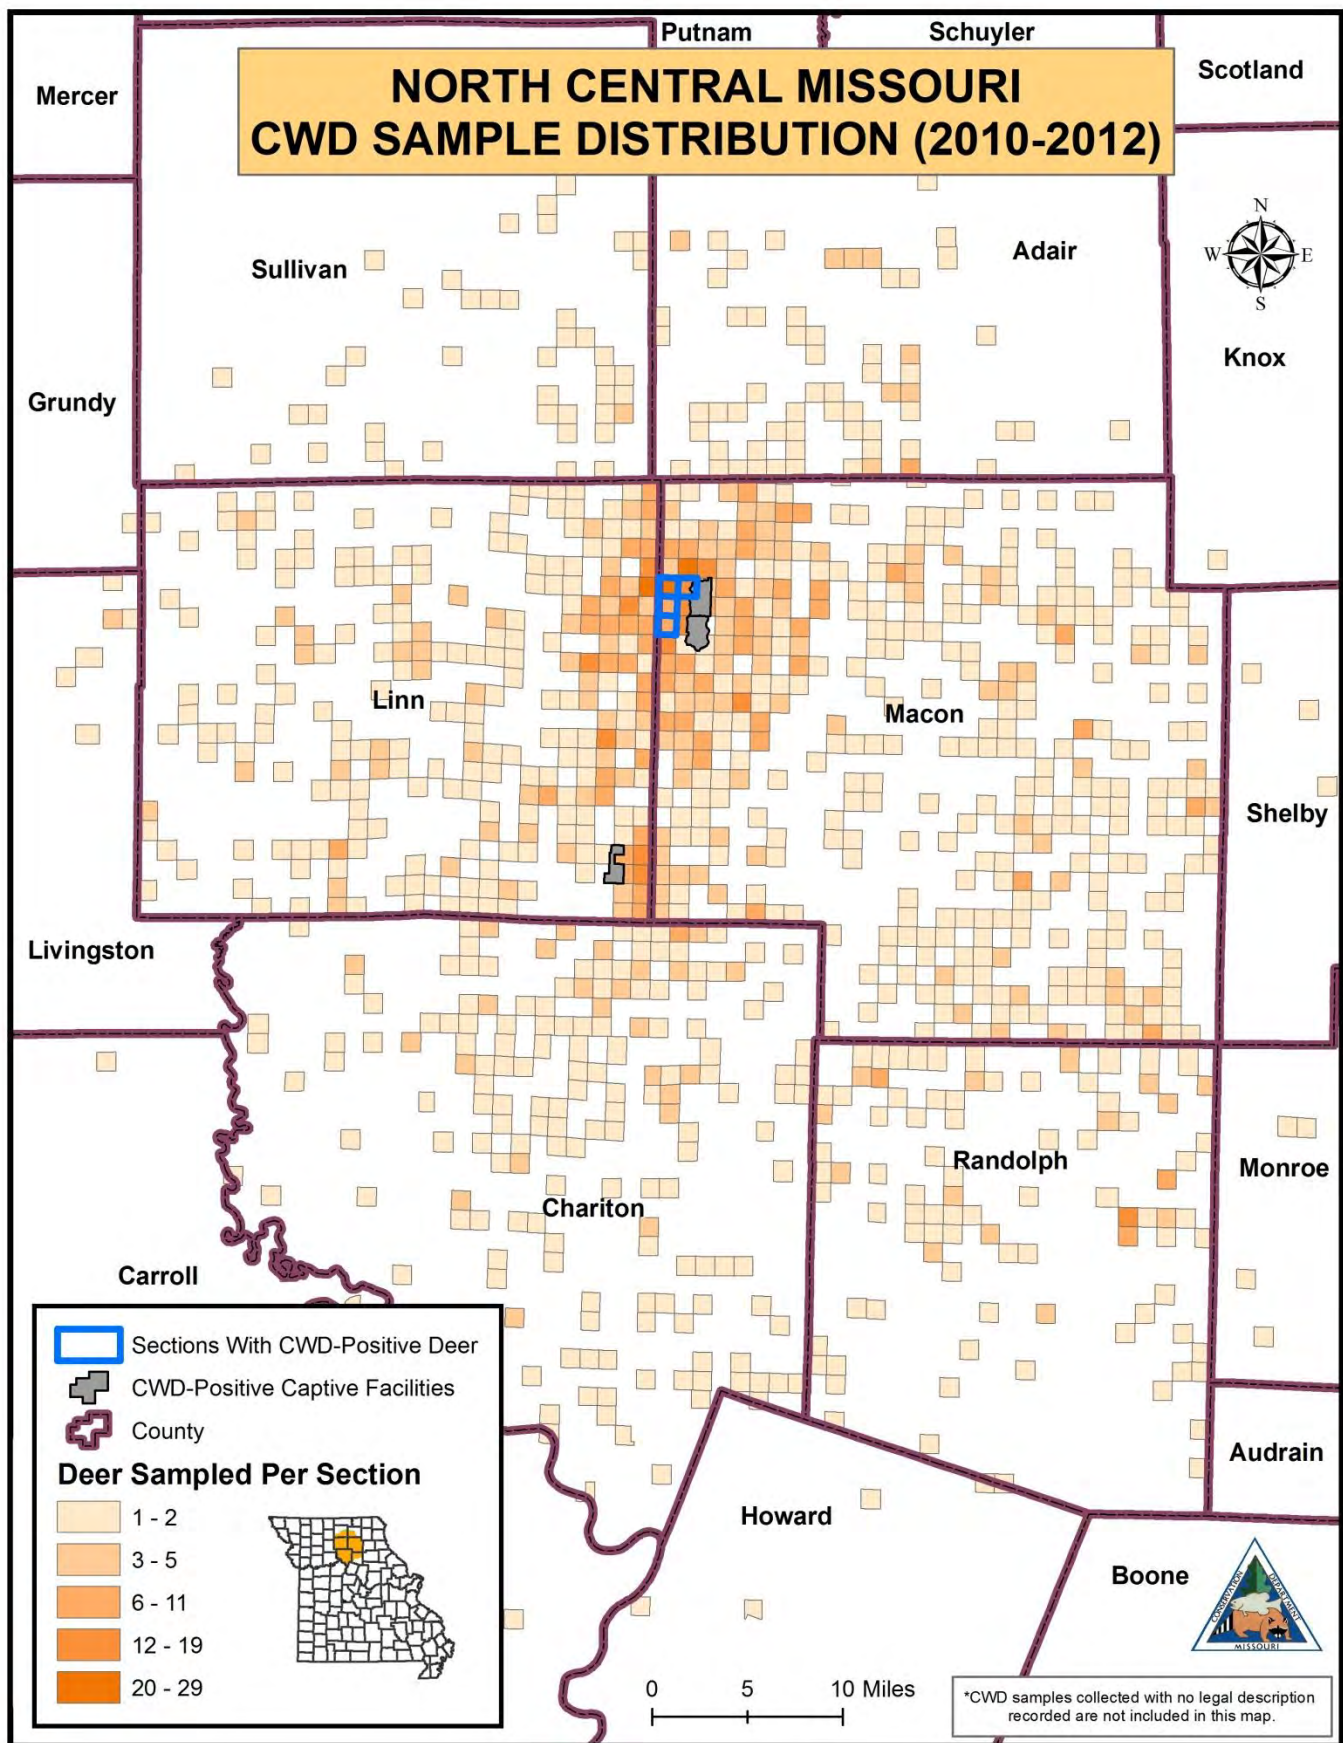 Putnam
Schuyler
Scotland
Mercer
NORTH CENTRAL MISSOURI
CWD SAMPLE DISTRIBUTION (2010-2012)
N
W
E
S
Sullivan
Adair
Knox
Grundy
Linn
Macon
Shelby
Livingston
Randolph
Monroe
Chariton
Carroll
Sections With CWD-Positive Deer
CWD-Positive Captive Facilities
County
Deer Sampled Per Section
1 - 2
3 - 5
6 - 11
12 - 19
20 - 29
Audrain
Howard
Boone
CONSERVATION
DEPARTMENT
MISSOURI
0 5 10 Miles
*CWD samples collected with no legal description
recorded are not included in this map.